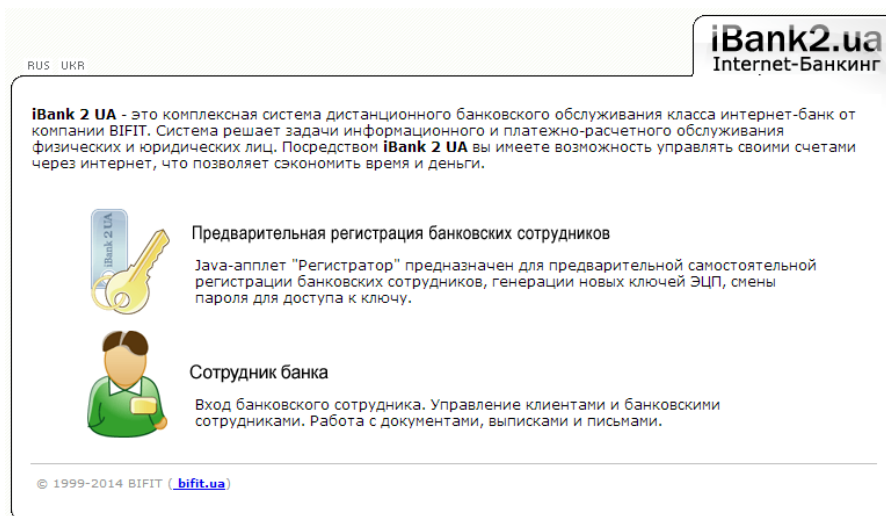 iBank2.ua
Internet-Банкинг
RUS UKR
iBank 2 UA - это комплексная система дистанционного банковского обслуживания класса интернет-банк от
компании BIFIT. Система решает задачи информационного и платежно-расчетного обслуживания
физических и юридических лиц. Посредством iBank 2 UA вы имеете возможность управлять своими счетами
через интернет, что позволяет сэкономить время и деньги.
iBank 2 UA
Предварительная регистрация банковских сотрудников
Java-апплет "Регистратор" предназначен для предварительной самостоятельной
регистрации банковских сотрудников, генерации новых ключей ЭЦП, смены
пароля для доступа к ключу.
Сотрудник банка
Вход банковского сотрудника. Управление клиентами и банковскими
сотрудниками. Работа с документами, выписками и письмами.
© 1999-2014 BIFIT ( bifit.ua)